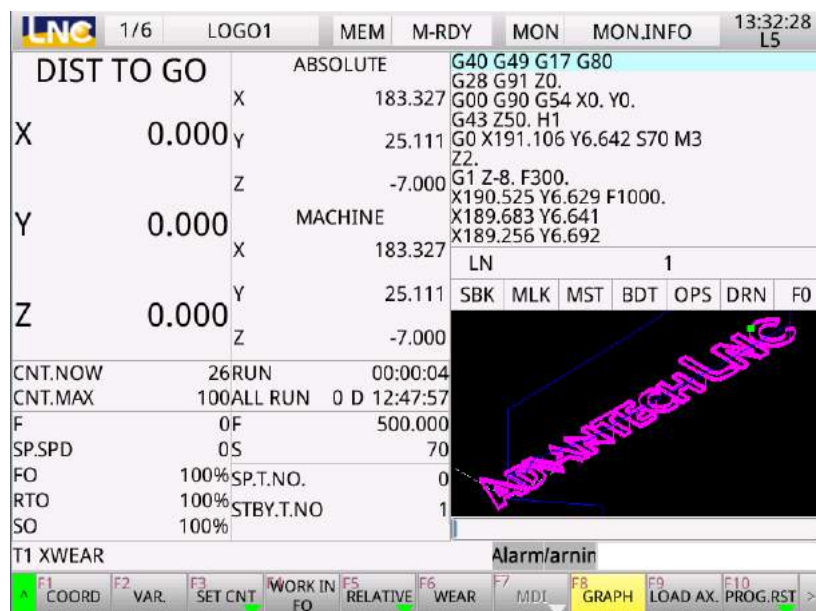 LNC 1/6 LOGO1 MEM M-RDY MON MON.INFO 13:32:28
L5
DIST TO GO
X 0.000
Y 0.000
Z 0.000
ABSOLUTE
X 183.327
Y 25.111
Z -7.000
MACHINE
X 183.327
Y 25.111
Z -7.000
G40 G49 G17 G80
G28 G91 Z0.
G00 G90 G54 X0. Y0.
G43 Z50. H1
G0 X191.106 Y6.642 S70 M3
Z2.
G1 Z-8. F300.
X190.525 Y6.629 F1000.
X189.683 Y6.641
X189.256 Y6.692
LN 1
SBK MLK MST BDT OPS DRN F0
ADVANTECH LNC
CNT.NOW 26 RUN 00:00:04
CNT.MAX 100 ALL RUN 0 D 12:47:57
F 0 F 500.000
SP.SPD 0 S 70
FO 100% SP.T.NO. 0
RTO 100% STBY.T.NO 1
SO 100%
T1 XWEAR Alarm/arnin
^ F1 COORD F2 VAR. F3 SET CNT F4 WORK IN FO F5 RELATIVE F6 WEAR F7 MDI F8 GRAPH F9 LOAD AX. F10 PROG.RST >